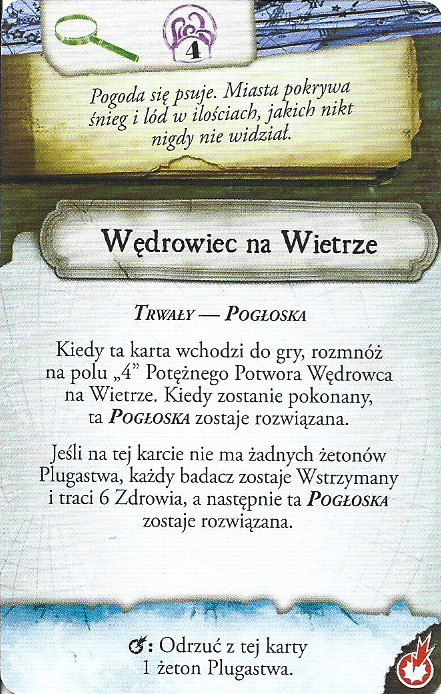 4
Pogoda się psuje. Miasta pokrywa
śnieg i lód w ilościach, jakich nikt
nigdy nie widział.
Wędrowiec na Wietrze
Trwały — Pogłoska
Kiedy ta karta wchodzi do gry, rozmnóż
na polu „4” Potężnego Potwora Wędrowca
na Wietrze. Kiedy zostanie pokonany,
ta Pogłoska zostaje rozwiązana.
Jeśli na tej karcie nie ma żadnych żetonów
Plugastwa, każdy badacz zostaje Wstrzymany
i traci 6 Zdrowia, a następnie ta Pogłoska
zostaje rozwiązana.
: Odrzuć z tej karty
1 żeton Plugastwa.